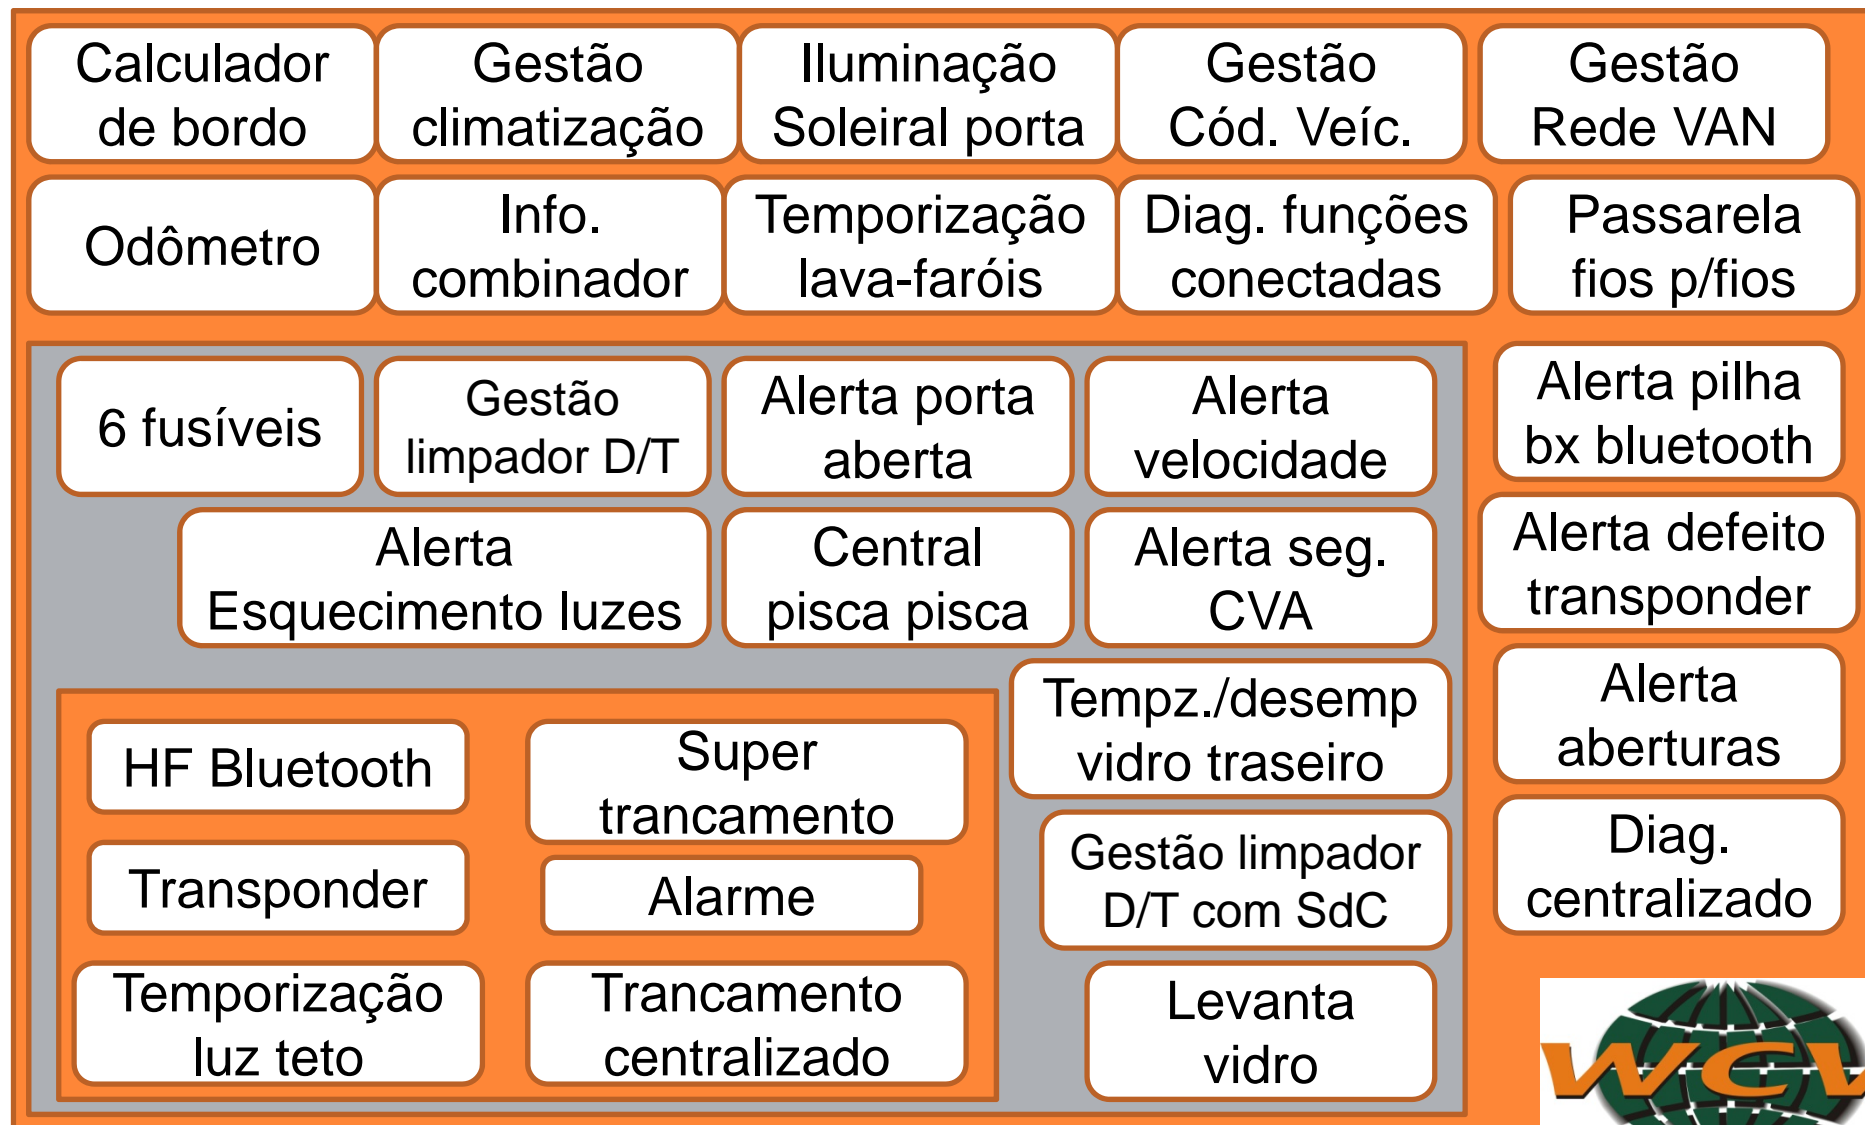 Calculador
de bordo
Gestão
climatização
Iluminação
Soleiral porta
Gestão
Cód. Veíc.
Gestão
Rede VAN
Odômetro
Info.
combinador
Temporização
lava-faróis
Diag. funções
conectadas
Passarela
fios p/fios
6 fusíveis
Gestão
limpador D/T
Alerta porta
aberta
Alerta
velocidade
Alerta pilha
bx bluetooth
Alerta
Esquecimento luzes
Central
pisca pisca
Alerta seg.
CVA
Alerta defeito
transponder
Tempz./desemp
vidro traseiro
Alerta
aberturas
HF Bluetooth
Super
trancamento
Gestão limpador
D/T com SdC
Diag.
centralizado
Transponder
Alarme
Temporização
luz teto
Trancamento
centralizado
Levanta
vidro
WCV